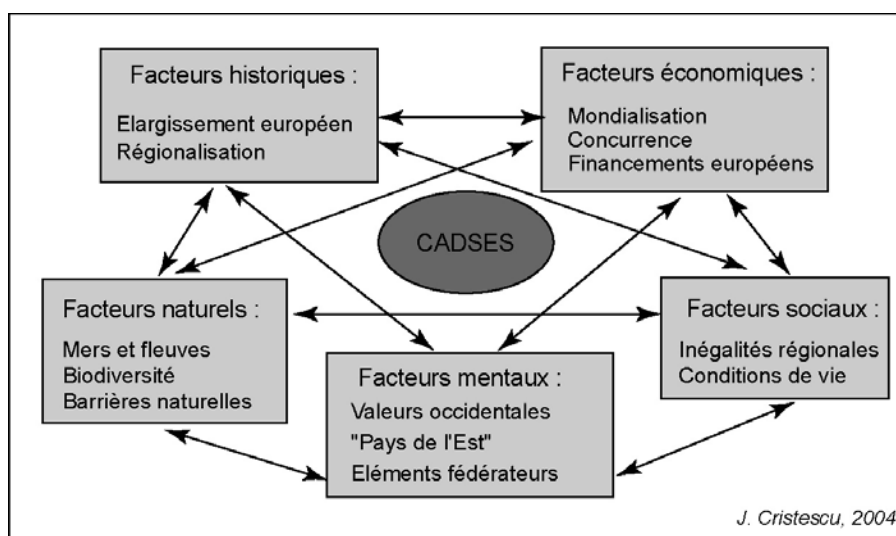 Facteurs historiques :
Elargissement européen
Régionalisation
Facteurs économiques :
Mondialisation
Concurrence
Financements européens
CADSES
Facteurs naturels :
Mers et fleuves
Biodiversité
Barrières naturelles
Facteurs mentaux :
Valeurs occidentales
"Pays de l'Est"
Eléments fédérateurs
Facteurs sociaux :
Inégalités régionales
Conditions de vie
J. Cristescu, 2004